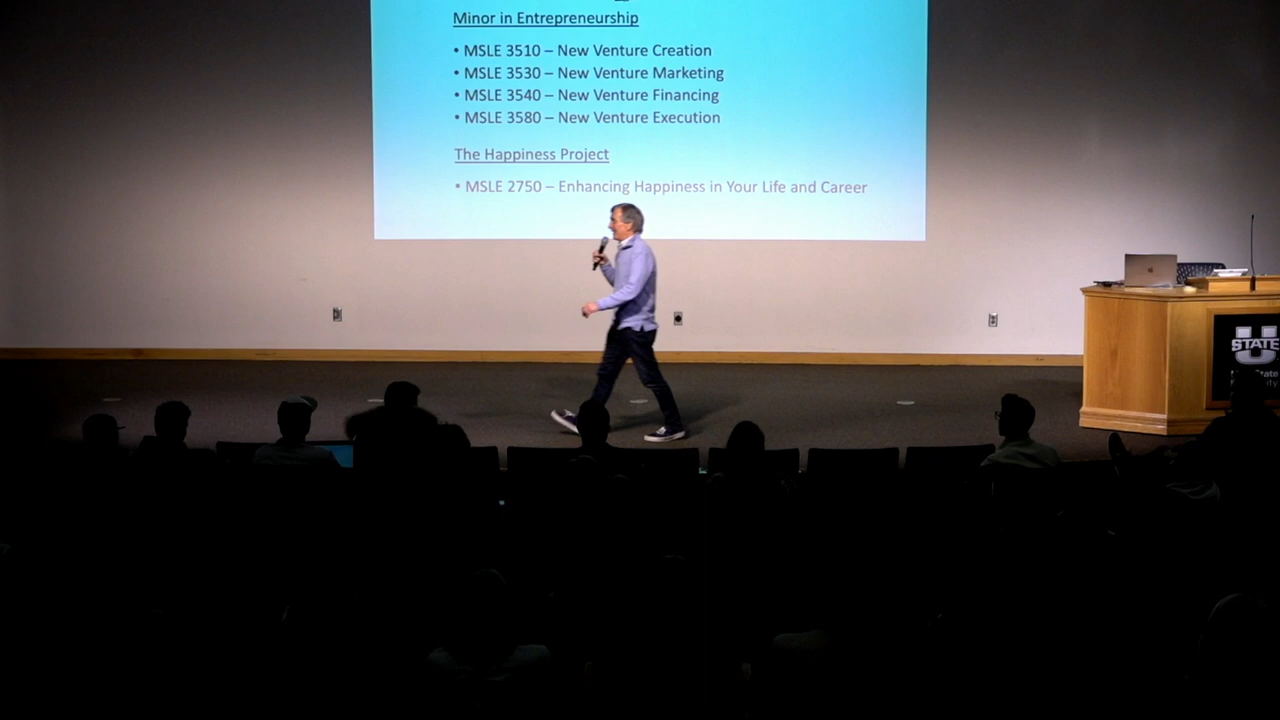 Minor in Entrepreneurship
• MSLE 3510 – New Venture Creation
• MSLE 3530 – New Venture Marketing
• MSLE 3540 – New Venture Financing
• MSLE 3580 – New Venture Execution
The Happiness Project
• MSLE 2750 – Enhancing Happiness in Your Life and Career
STATE